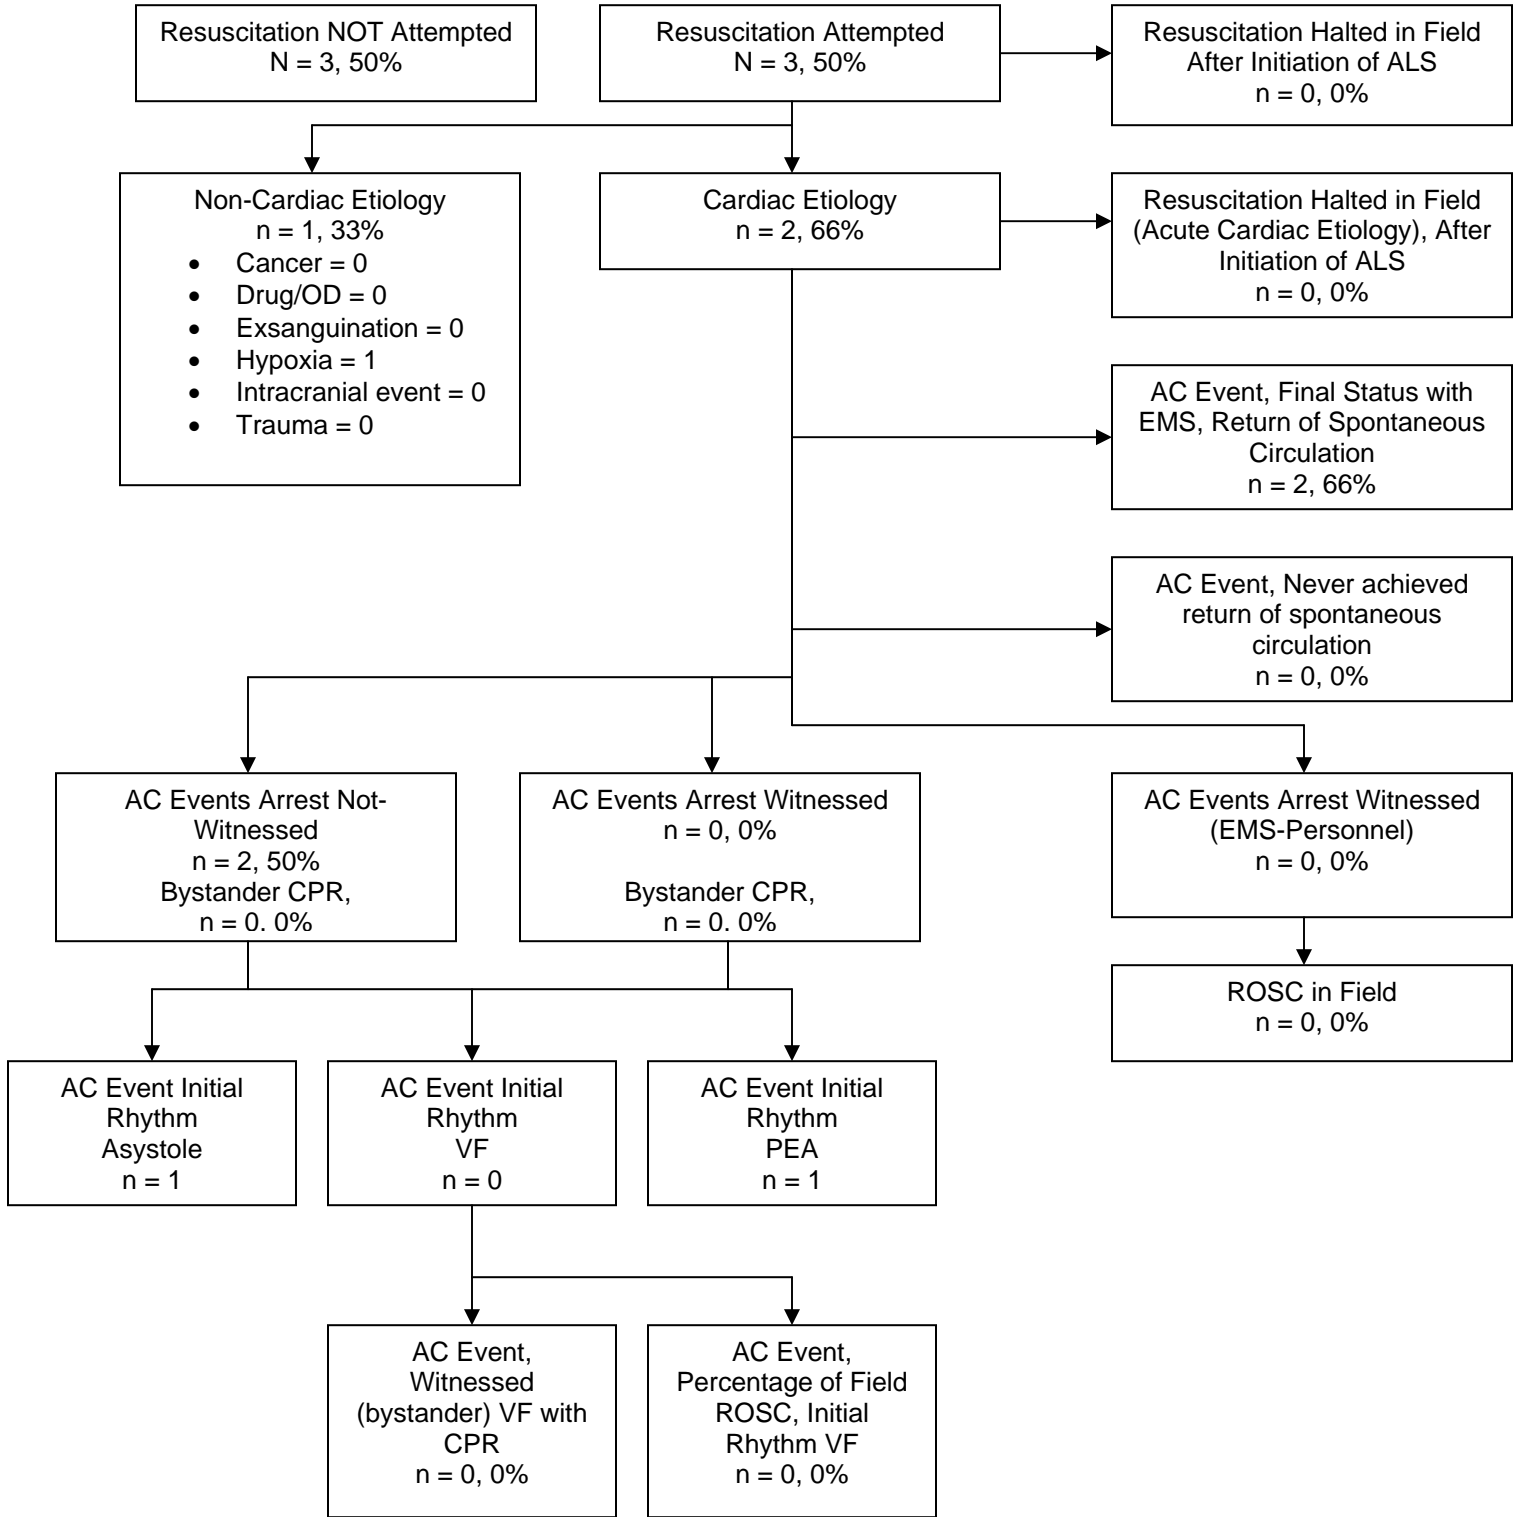 Resuscitation NOT Attempted
N = 3, 50%
Resuscitation Attempted
N = 3, 50%
Resuscitation Halted in Field
After Initiation of ALS
n = 0, 0%
Non-Cardiac Etiology
n = 1, 33%
• Cancer = 0
• Drug/OD = 0
• Exsanguination = 0
• Hypoxia = 1
• Intracranial event = 0
• Trauma = 0
Cardiac Etiology
n = 2, 66%
Resuscitation Halted in Field
(Acute Cardiac Etiology), After
Initiation of ALS
n = 0, 0%
AC Event, Final Status with
EMS, Return of Spontaneous
Circulation
n = 2, 66%
AC Event, Never achieved
return of spontaneous
circulation
n = 0, 0%
AC Events Arrest Not-
Witnessed
n = 2, 50%
Bystander CPR,
n = 0. 0%
AC Events Arrest Witnessed
n = 0, 0%
Bystander CPR,
n = 0. 0%
AC Events Arrest Witnessed
(EMS-Personnel)
n = 0, 0%
ROSC in Field
n = 0, 0%
AC Event Initial
Rhythm
Asystole
n = 1
AC Event Initial
Rhythm
VF
n = 0
AC Event Initial
Rhythm
PEA
n = 1
AC Event,
Witnessed
(bystander) VF with
CPR
n = 0, 0%
AC Event,
Percentage of Field
ROSC, Initial
Rhythm VF
n = 0, 0%